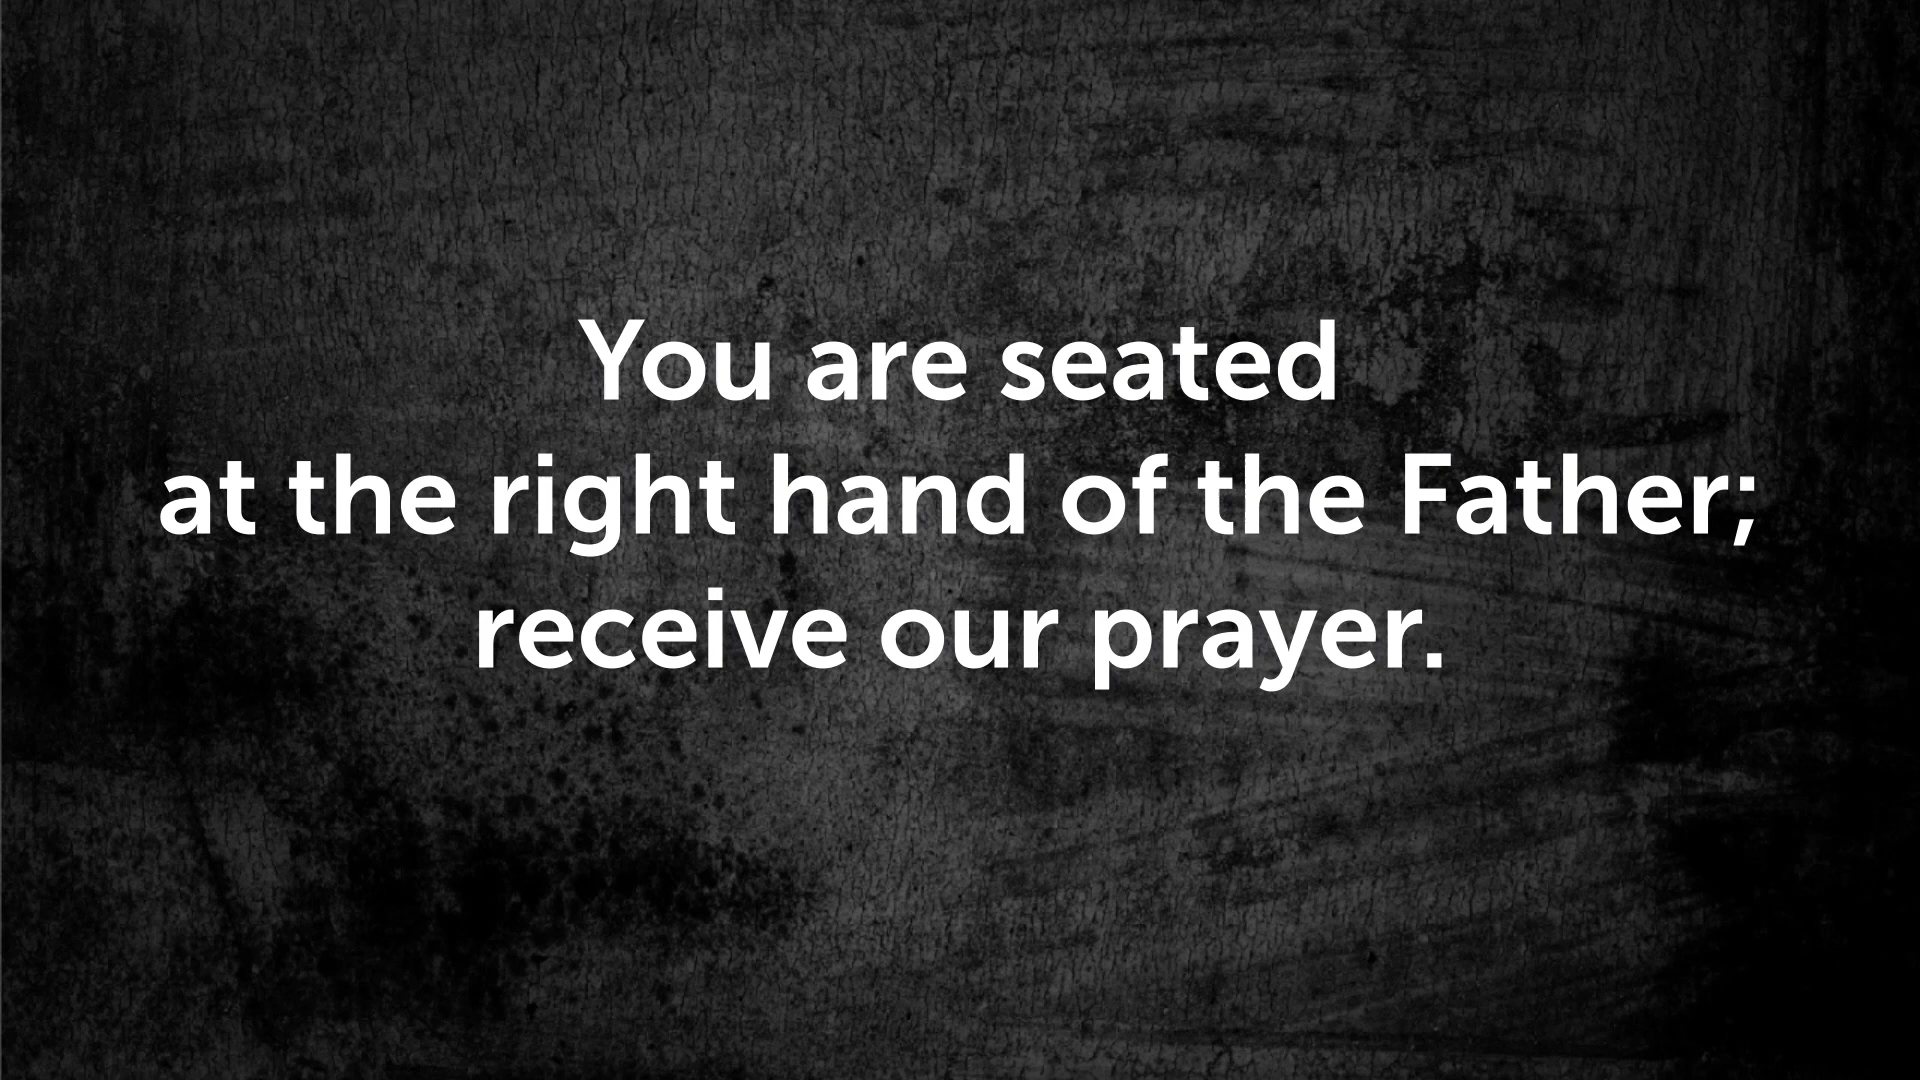 You are seated
at the right hand of the Father;
receive our prayer.